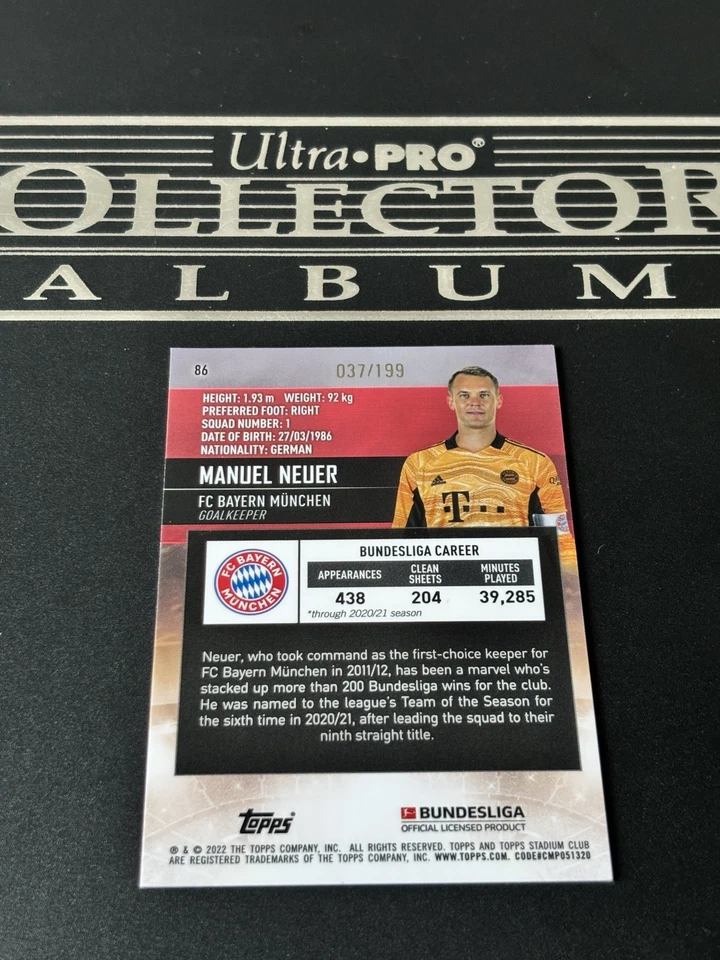 Ultra•PRO®
OLLECTOR
ALBUM
86
037/199
HEIGHT: 1.93 m WEIGHT: 92 kg
PREFERRED FOOT: RIGHT
SQUAD NUMBER: 1
DATE OF BIRTH: 27/03/1986
NATIONALITY: GERMAN
MANUEL NEUER
FC BAYERN MÜNCHEN
GOALKEEPER
adidas
T
FC BAYERN
MÜNCHEN
BUNDESLIGA CAREER
APPEARANCES CLEAN SHEETS MINUTES PLAYED
438 204 39,285
*through 2020/21 season
Neuer, who took command as the first-choice keeper for
FC Bayern München in 2011/12, has been a marvel who's
stacked up more than 200 Bundesliga wins for the club.
He was named to the league's Team of the Season for
the sixth time in 2020/21, after leading the squad to their
ninth straight title.
topps®
BUNDESLIGA
OFFICIAL LICENSED PRODUCT
® & © 2022 THE TOPPS COMPANY, INC. ALL RIGHTS RESERVED. TOPPS AND TOPPS STADIUM CLUB
ARE REGISTERED TRADEMARKS OF THE TOPPS COMPANY, INC. WWW.TOPPS.COM. CODE#CMP051320